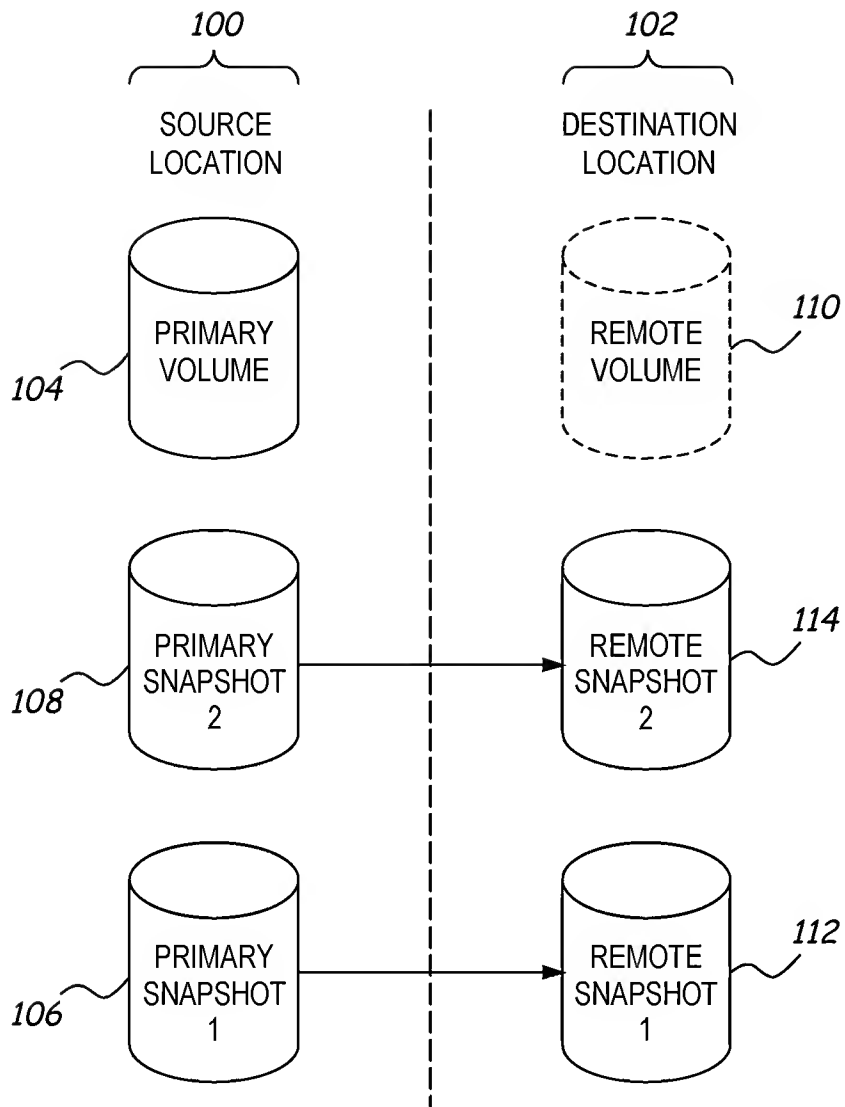 100
102
SOURCE
LOCATION
DESTINATION
LOCATION
PRIMARY
VOLUME
104
REMOTE
VOLUME
110
PRIMARY
SNAPSHOT
2
108
REMOTE
SNAPSHOT
2
114
PRIMARY
SNAPSHOT
1
106
REMOTE
SNAPSHOT
1
112